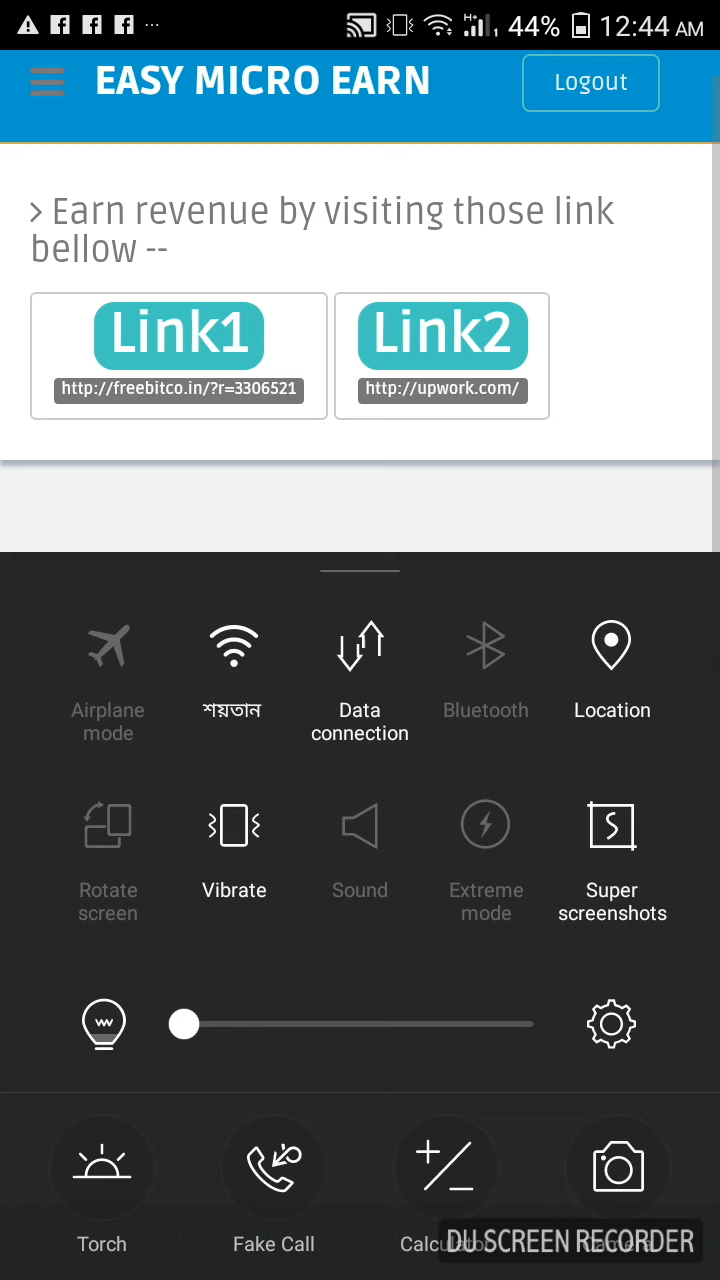 44% 12:44 AM
EASY MICRO EARN
Logout
> Earn revenue by visiting those link
bellow --
Link1
http://freebitco.in/?r=3306521
Link2
http://upwork.com/
Airplane
mode
শয়তান
Data
connection
Bluetooth
Location
Rotate
screen
Vibrate
Sound
Extreme
mode
Super
screenshots
Torch
Fake Call
Calculator
Camera
DU SCREEN RECORDER